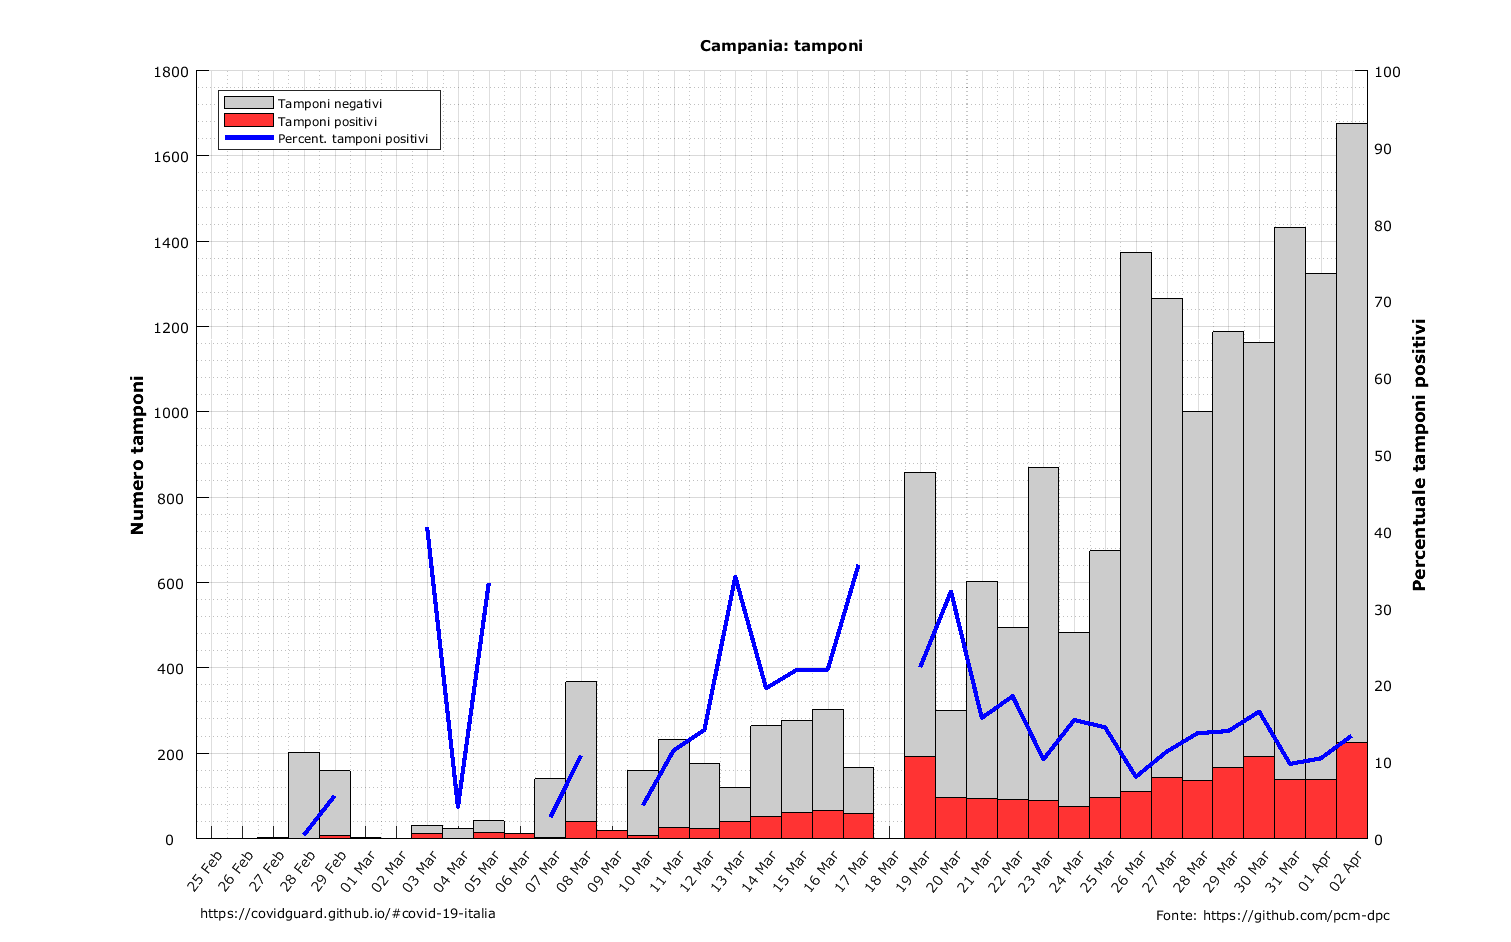 Campania: tamponi
Tamponi negativi
Tamponi positivi
Percent. tamponi positivi
Numero tamponi
1800
1600
1400
1200
1000
800
600
400
200
0
Percentuale tamponi positivi
100
90
80
70
60
50
40
30
20
10
0
25 Feb
26 Feb
27 Feb
28 Feb
29 Feb
01 Mar
02 Mar
03 Mar
04 Mar
05 Mar
06 Mar
07 Mar
08 Mar
09 Mar
10 Mar
11 Mar
12 Mar
13 Mar
14 Mar
15 Mar
16 Mar
17 Mar
18 Mar
19 Mar
20 Mar
21 Mar
22 Mar
23 Mar
24 Mar
25 Mar
26 Mar
27 Mar
28 Mar
29 Mar
30 Mar
31 Mar
01 Apr
02 Apr
https://covidguard.github.io/#covid-19-italia
Fonte: https://github.com/pcm-dpc